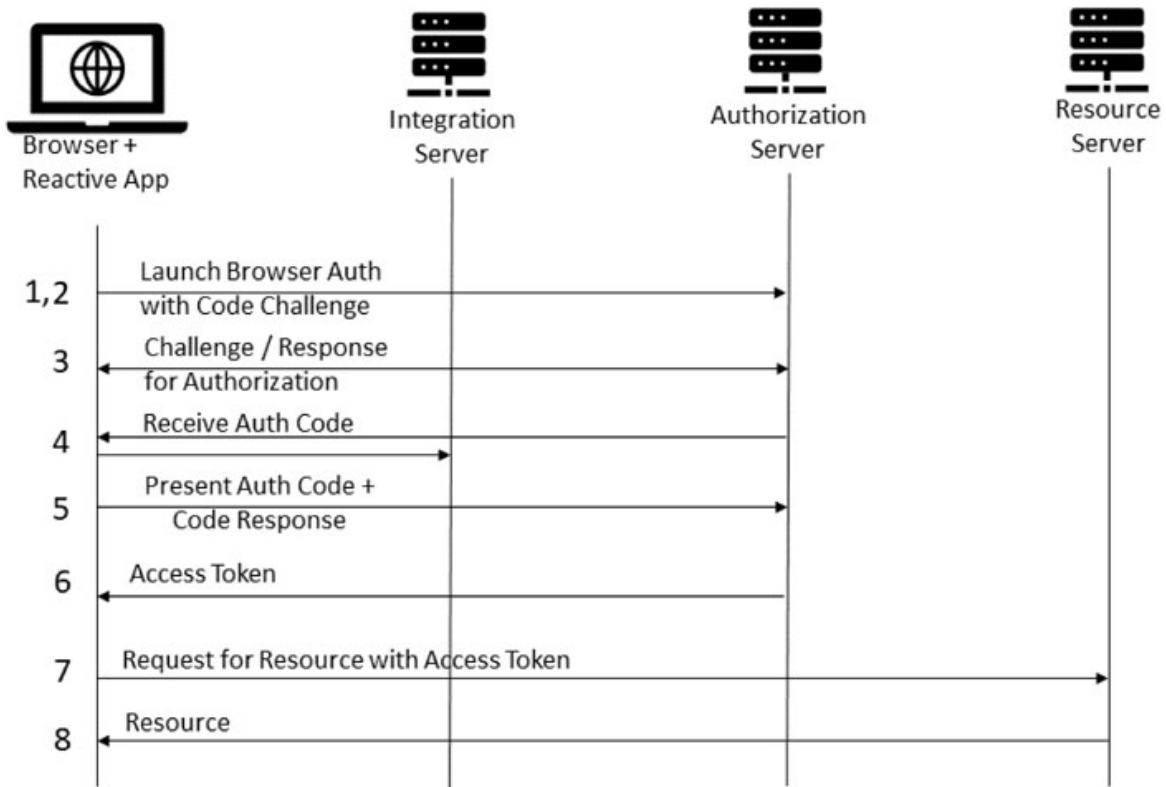 Browser +
Reactive App
Integration
Server
Authorization
Server
Resource
Server
1,2
Launch Browser Auth
with Code Challenge
3
Challenge / Response
for Authorization
4
Receive Auth Code
5
Present Auth Code +
Code Response
6
Access Token
7
Request for Resource with Access Token
8
Resource